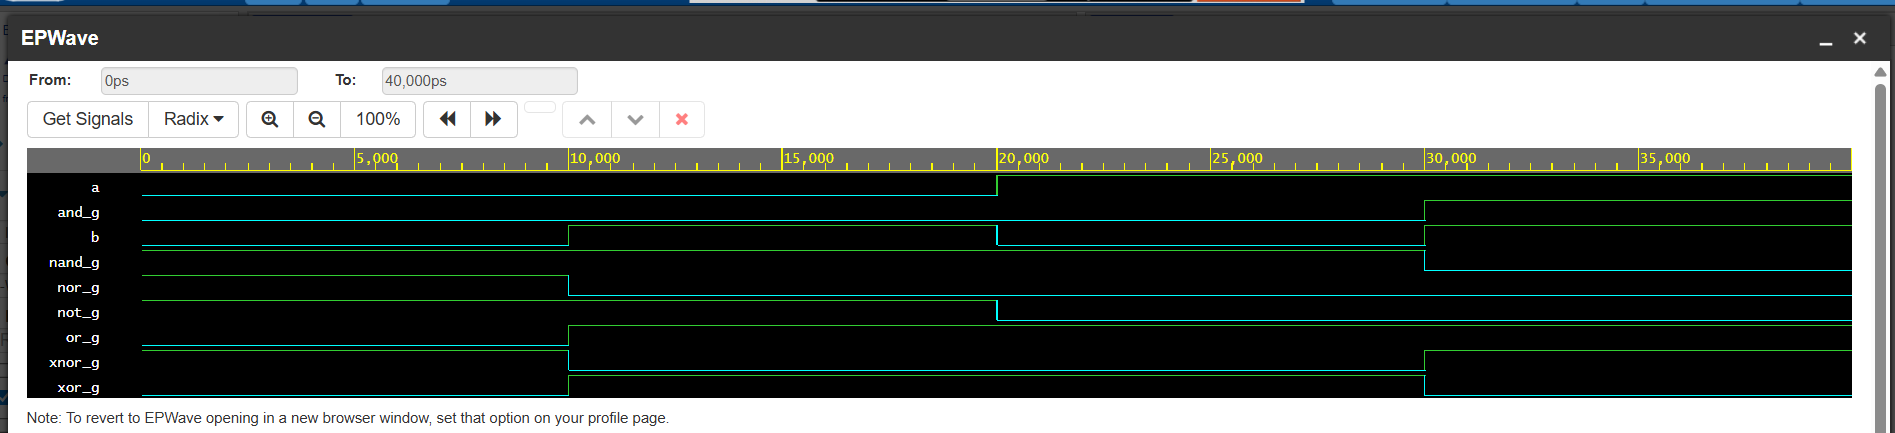 EPWave
From: 0ps To: 40,000ps
Get Signals Radix 100%
0 5,000 10,000 15,000 20,000 25,000 30,000 35,000
a
and_g
b
nand_g
nor_g
not_g
or_g
xnor_g
xor_g
Note: To revert to EPWave opening in a new browser window, set that option on your profile page.